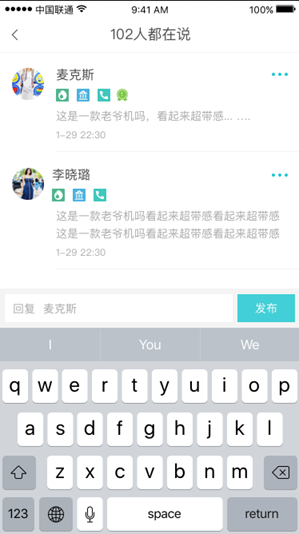 中国联通 9:41 AM 100%
102人都在说
麦克斯
这是一款老爷机吗，看起来超带感... ....
1-29 22:30
李晓璐
这是一款老爷机吗看起来超带感看起来超带感
这是一款老爷机吗看起来超带感看起来超带感
1-29 22:30
回复 麦克斯 发布
I You We
q w e r t y u i o p
a s d f g h j k l
z x c v b n m
123 space return